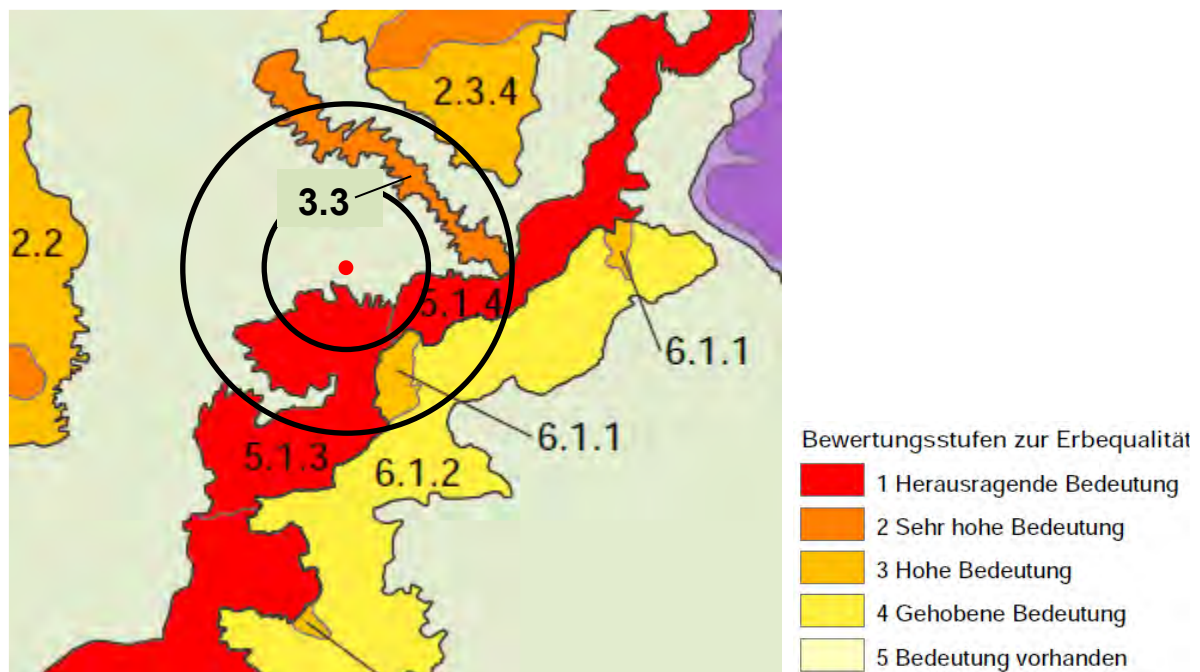 2.3.4
3.3
2.2
5.1.4
6.1.1
6.1.1
5.1.3
6.1.2
Bewertungsstufen zur Erbequalität
1 Herausragende Bedeutung
2 Sehr hohe Bedeutung
3 Hohe Bedeutung
4 Gehobene Bedeutung
5 Bedeutung vorhanden